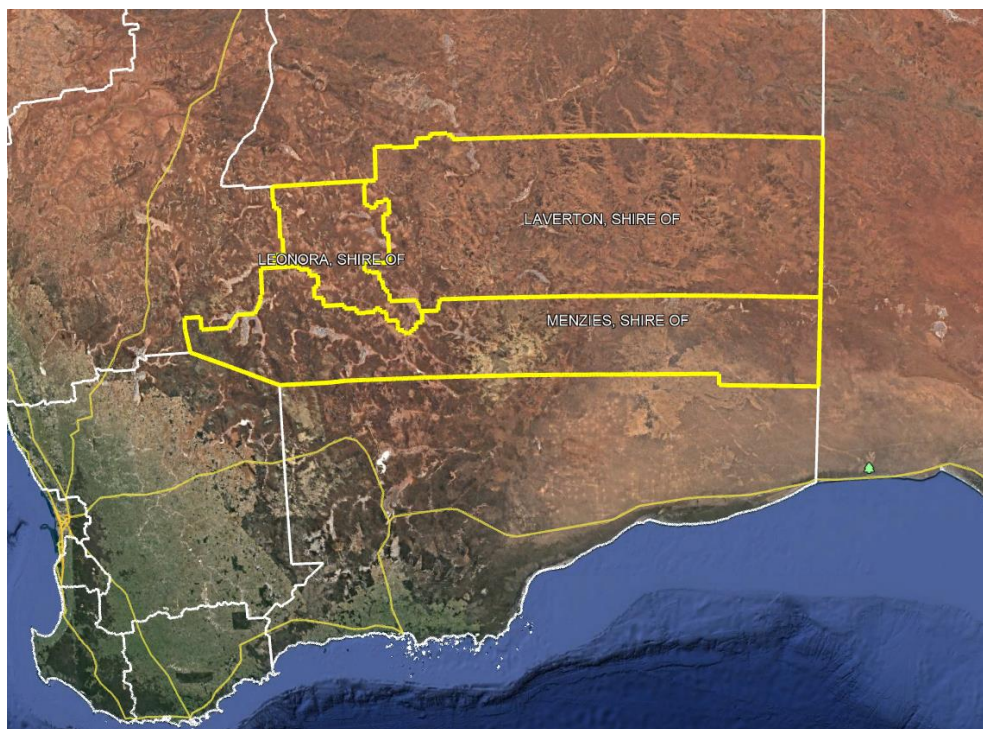 LAVERTON, SHIRE OF
LEONORA, SHIRE OF
MENZIES, SHIRE OF